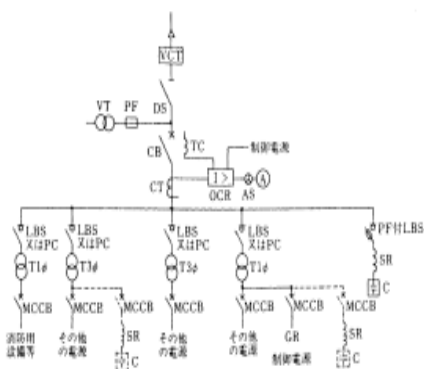 VCT
DS
VT
PF
CB
TC
制御電源
CT
I>
OCR
AS
A
LBS
又はPC
LBS
又はPC
LBS
又はPC
LBS
又はPC
PF付LBS
T1φ
T3φ
T3φ
T1φ
SR
C
MCCB
MCCB
MCCB
MCCB
MCCB
MCCB
MCCB
消防用
設備等
その他
の電源
SR
C
その他
の電源
その他
の電源
GR
制御電源
SR
C